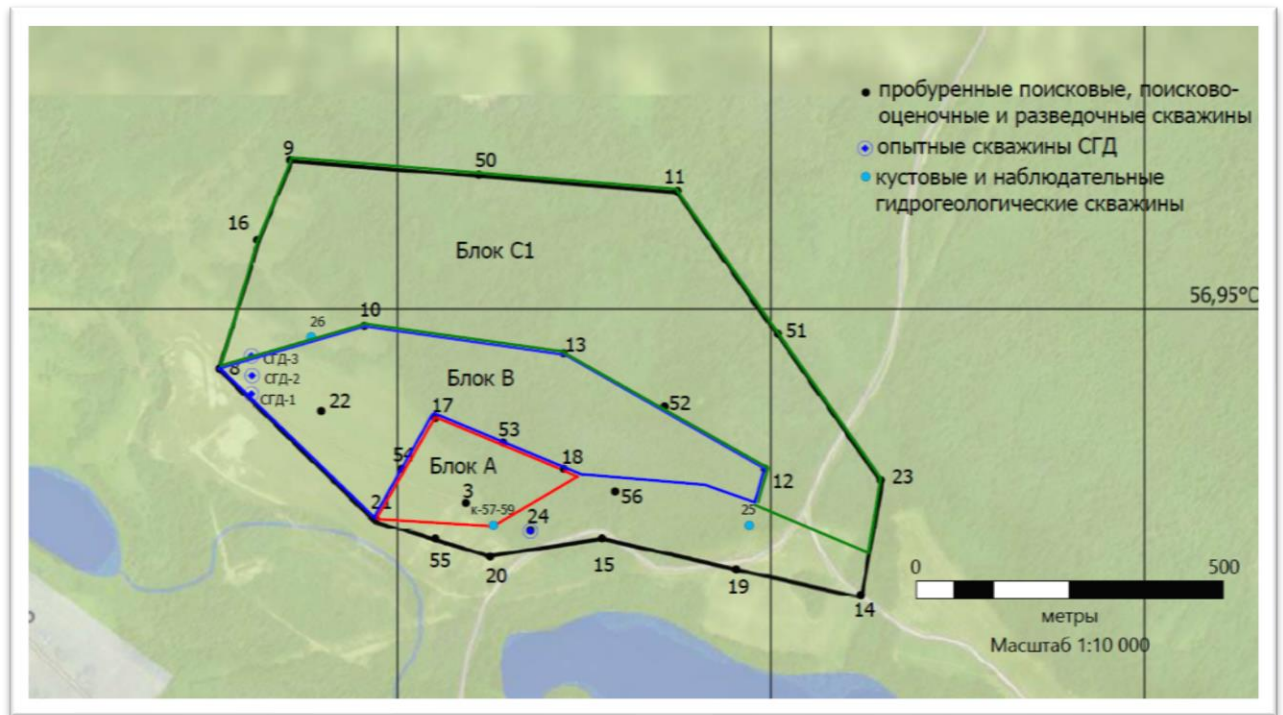 пробуренные поисковые, поисково-
оценочные и разведочные скважины
опытные скважины СГД
кустовые и наблюдательные
гидрогеологические скважины
9
50
11
16
Блок С1
56,95°С
51
26
10
13
8
СГД-3
СГД-2
СГД-1
22
Блок В
52
17
53
54
18
Блок А
12
23
3
56
к-57-59
21
24
25
55
20
15
19
14
0
500
метры
Масштаб 1:10 000